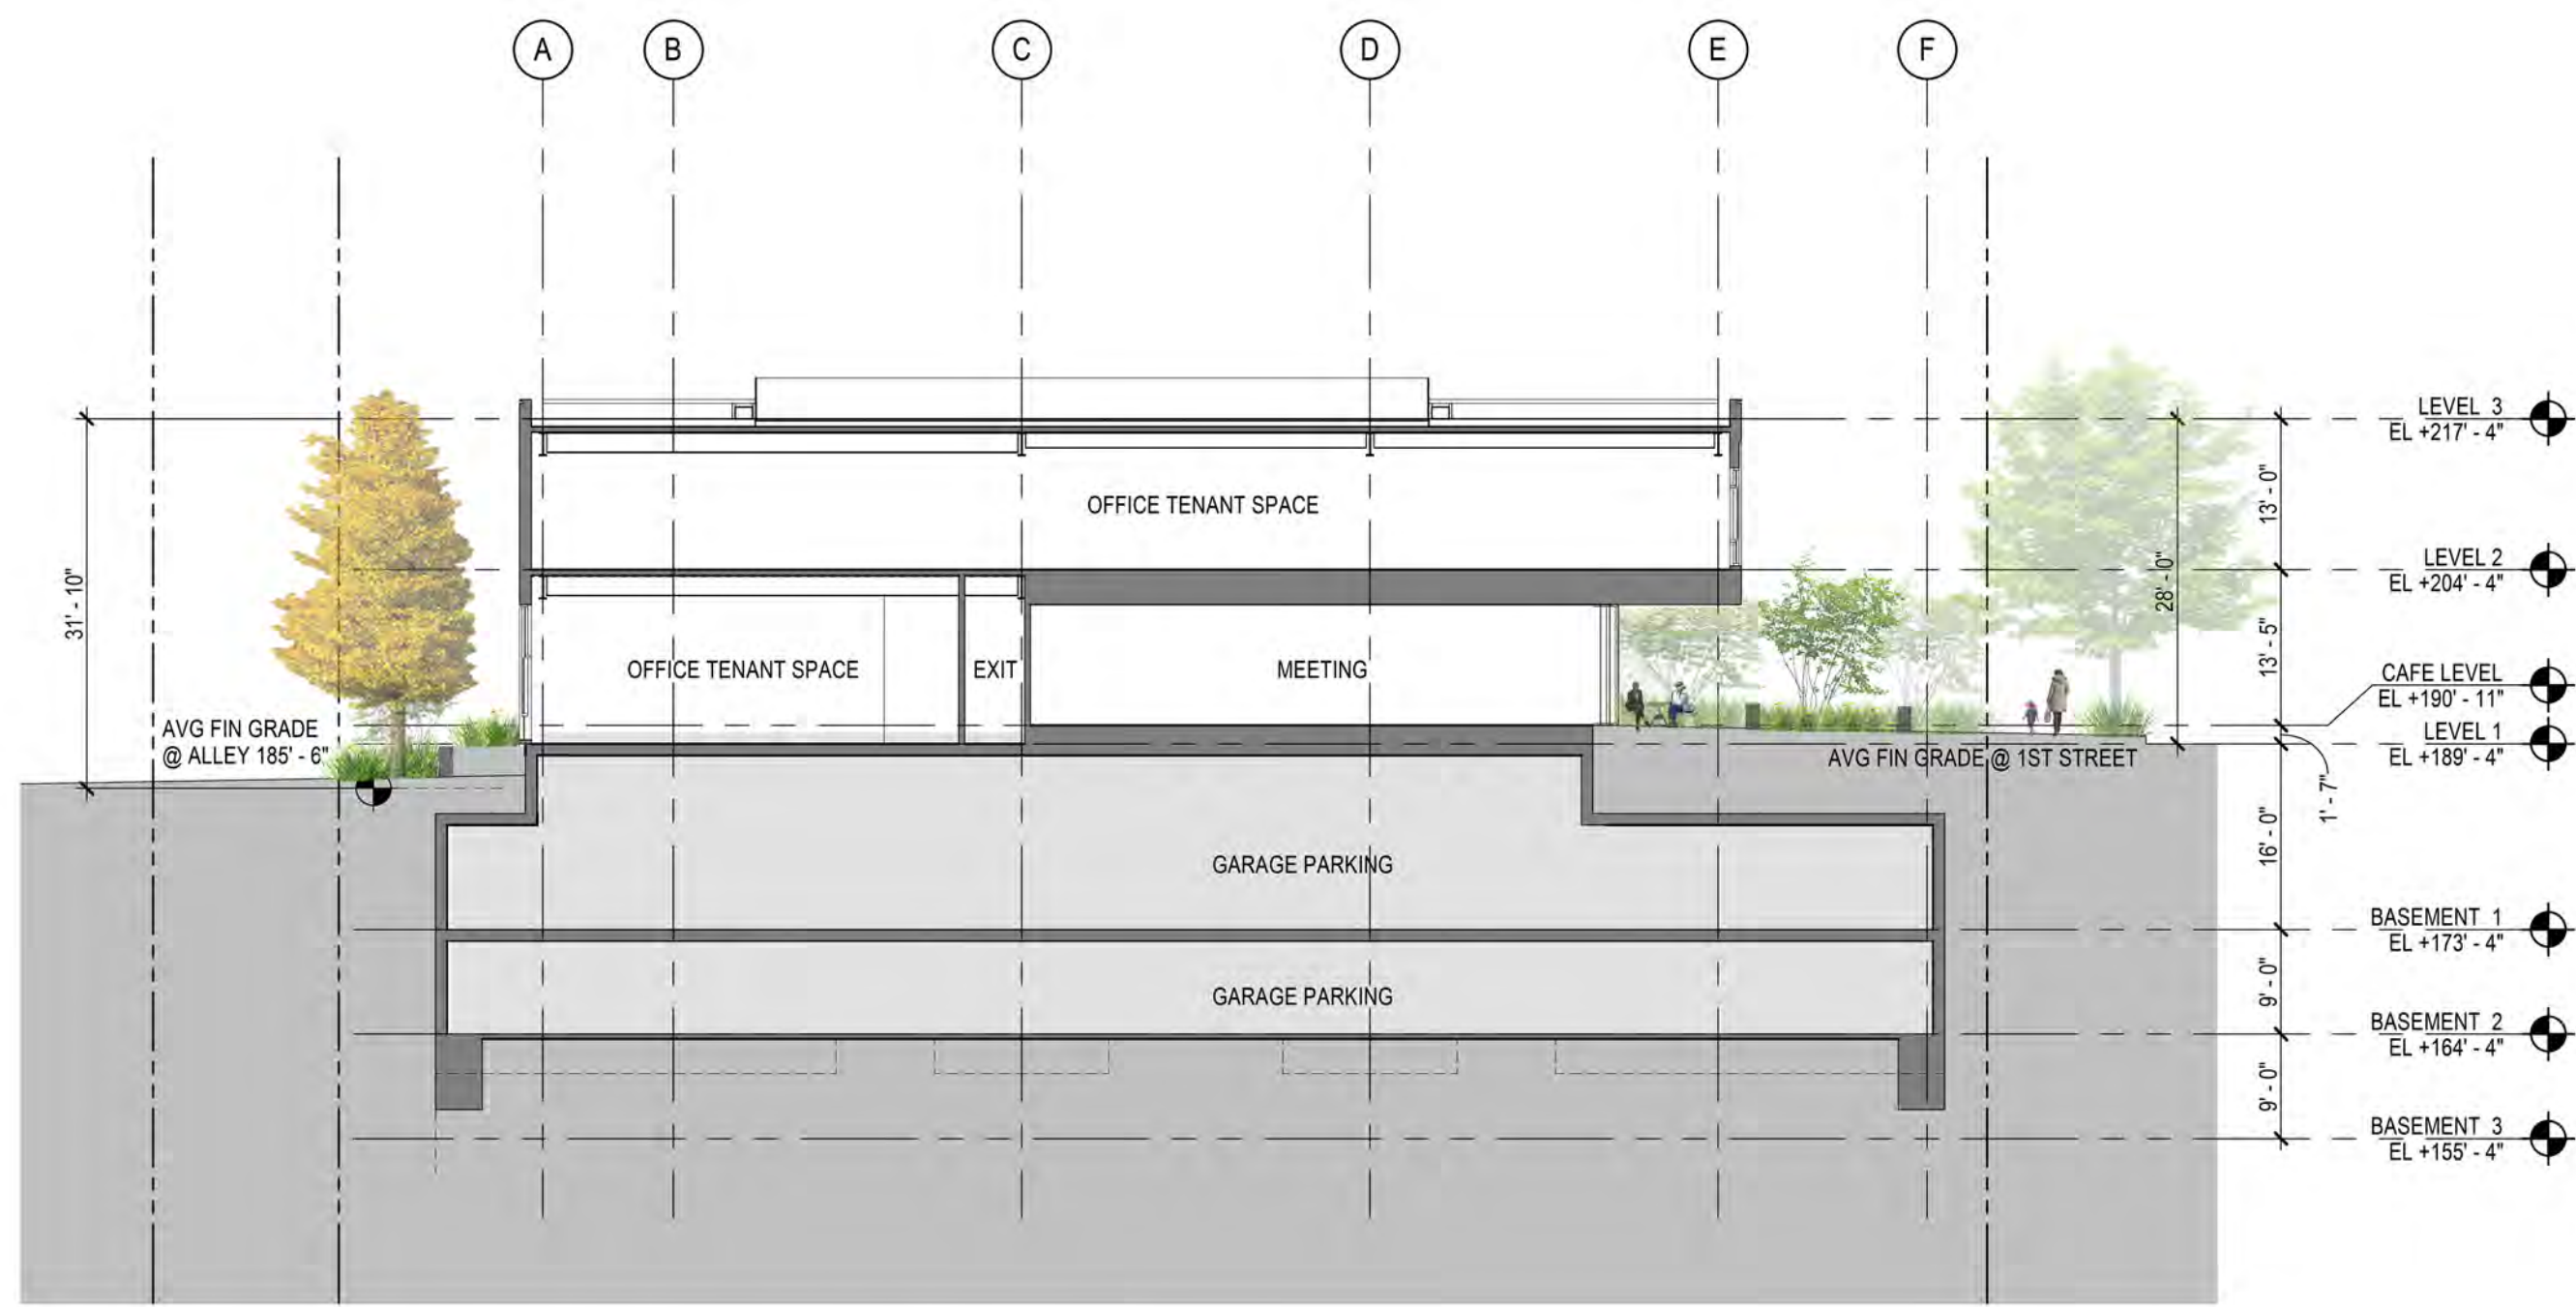 A
B
C
D
E
F
LEVEL 3
EL +217' - 4"
13' - 0"
OFFICE TENANT SPACE
LEVEL 2
EL +204' - 4"
28' - 0"
31' - 10"
13' - 5"
OFFICE TENANT SPACE
EXIT
MEETING
CAFE LEVEL
EL +190' - 11"
AVG FIN GRADE
@ ALLEY 185' - 6"
LEVEL 1
EL +189' - 4"
AVG FIN GRADE @ 1ST STREET
1' - 7"
16' - 0"
GARAGE PARKING
BASEMENT 1
EL +173' - 4"
9' - 0"
GARAGE PARKING
BASEMENT 2
EL +164' - 4"
9' - 0"
BASEMENT 3
EL +155' - 4"